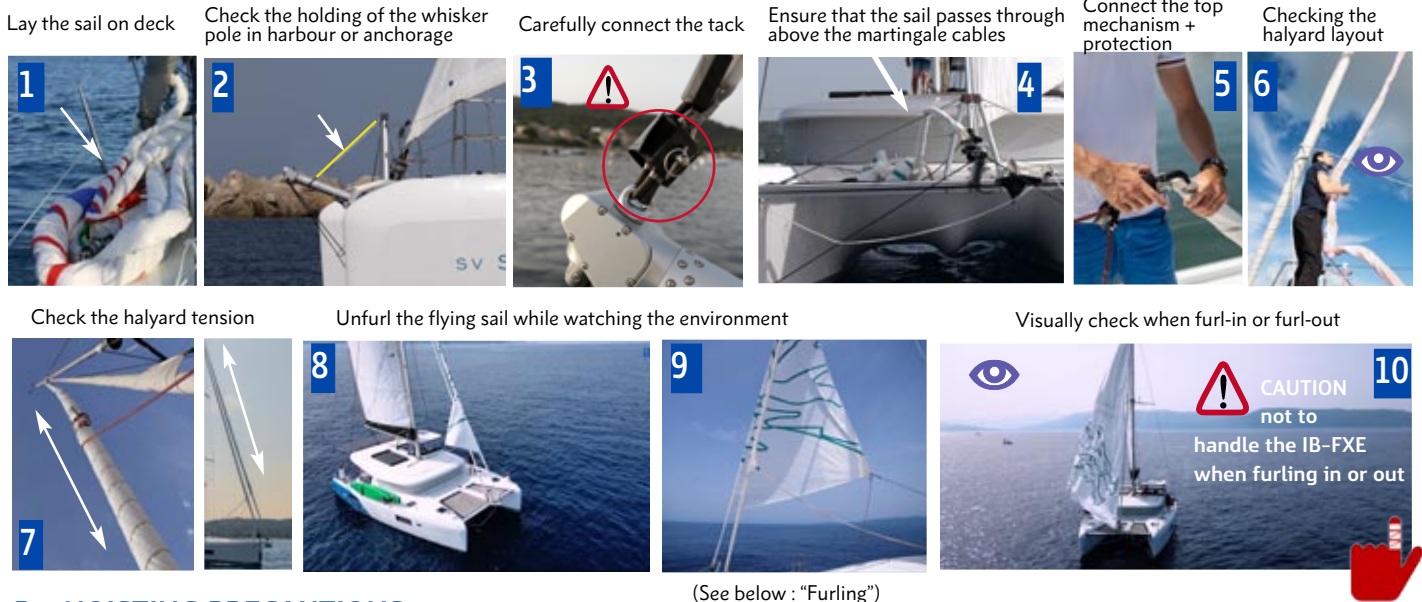 Lay the sail on deck
Check the holding of the whisker
pole in harbour or anchorage
Carefully connect the tack
Ensure that the sail passes through
above the martingale cables
Connect the top
mechanism +
protection
Checking the
halyard layout
1
2
3
4
5
6
SV S
Check the halyard tension
Unfurl the flying sail while watching the environment
Visually check when furl-in or furl-out
7
8
9
10
CAUTION
not to
handle the IB-FXE
when furling in or out
(See below : “Furling”)